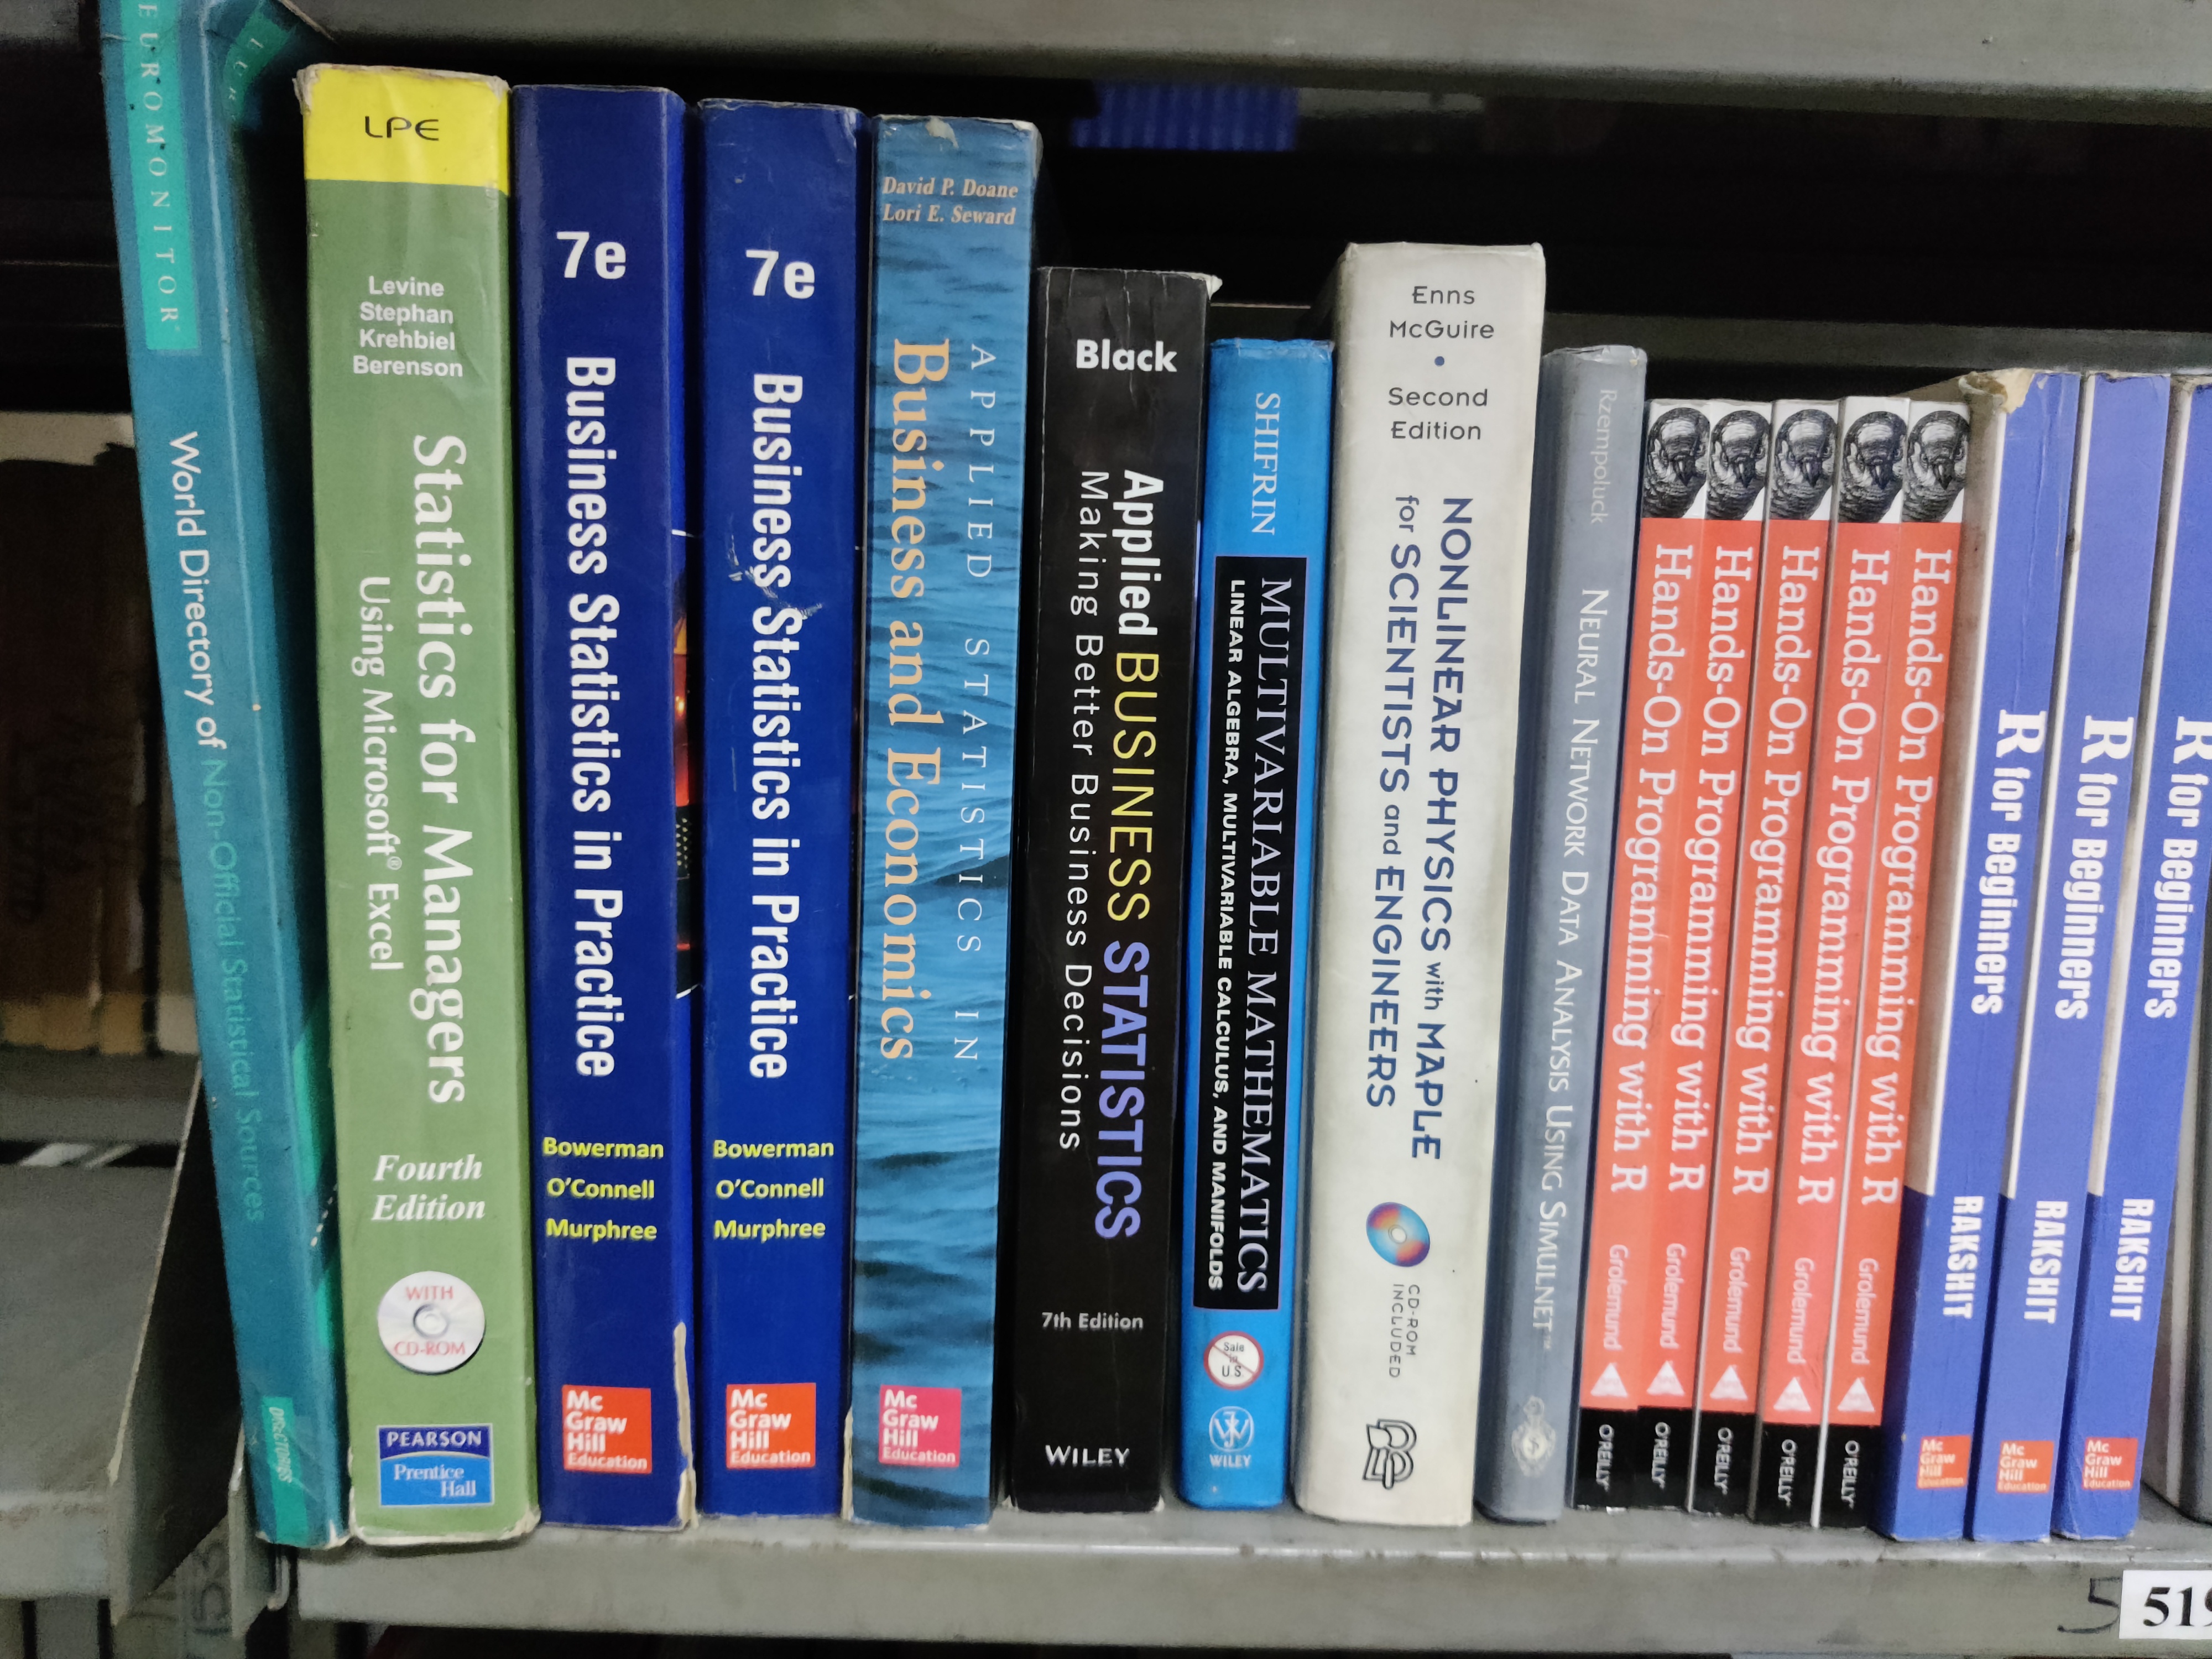 EUROMONITOR
World Directory of Non-Official Statistical Sources
DIRECTORIES
LPE
Levine
Stephan
Krehbiel
Berenson
Statistics for Managers
Using Microsoft® Excel
Fourth
Edition
WITH
CD-ROM
PEARSON
Prentice
Hall
7e
Business Statistics in Practice
Bowerman
O'Connell
Murphree
Mc
Graw
Hill
Education
7e
Business Statistics in Practice
Bowerman
O'Connell
Murphree
Mc
Graw
Hill
Education
David P. Doane
Lori E. Seward
APPLIED STATISTICS IN
Business and Economics
Mc
Graw
Hill
Education
Black
Applied BUSINESS STATISTICS
Making Better Business Decisions
7th Edition
WILEY
SHIFRIN
MULTIVARIABLE MATHEMATICS
LINEAR ALGEBRA, MULTIVARIABLE CALCULUS, AND MANIFOLDS
Sale
U S
WILEY
Enns
McGuire
•
Second
Edition
NONLINEAR PHYSICS with MAPLE
for SCIENTISTS and ENGINEERS
CD-ROM
INCLUDED
Rzempoluck
NEURAL NETWORK DATA ANALYSIS USING SIMULNET™
Hands-On Programming with R
Grolemund
O'REILLY
Hands-On Programming with R
Grolemund
O'REILLY
Hands-On Programming with R
Grolemund
O'REILLY
Hands-On Programming with R
Grolemund
O'REILLY
Hands-On Programming with R
Grolemund
O'REILLY
R for Beginners
RAKSHIT
Mc
Graw
Hill
Education
R for Beginners
RAKSHIT
Mc
Graw
Hill
Education
R for Beginners
RAKSHIT
Mc
Graw
Hill
Education
5
519